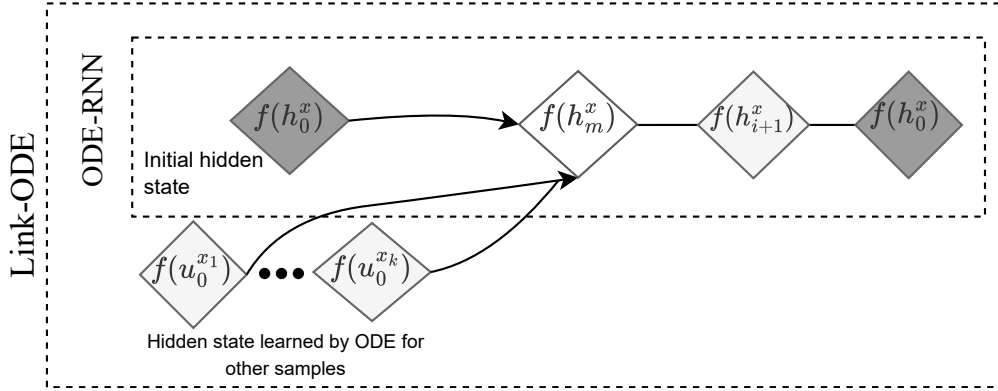 Link-ODE
ODE-RNN
f(h_0^x)
f(h_m^x)
f(h_{i+1}^x)
f(h_0^x)
Initial hidden
state
f(u_0^{x_1})
f(u_0^{x_k})
Hidden state learned by ODE for
other samples